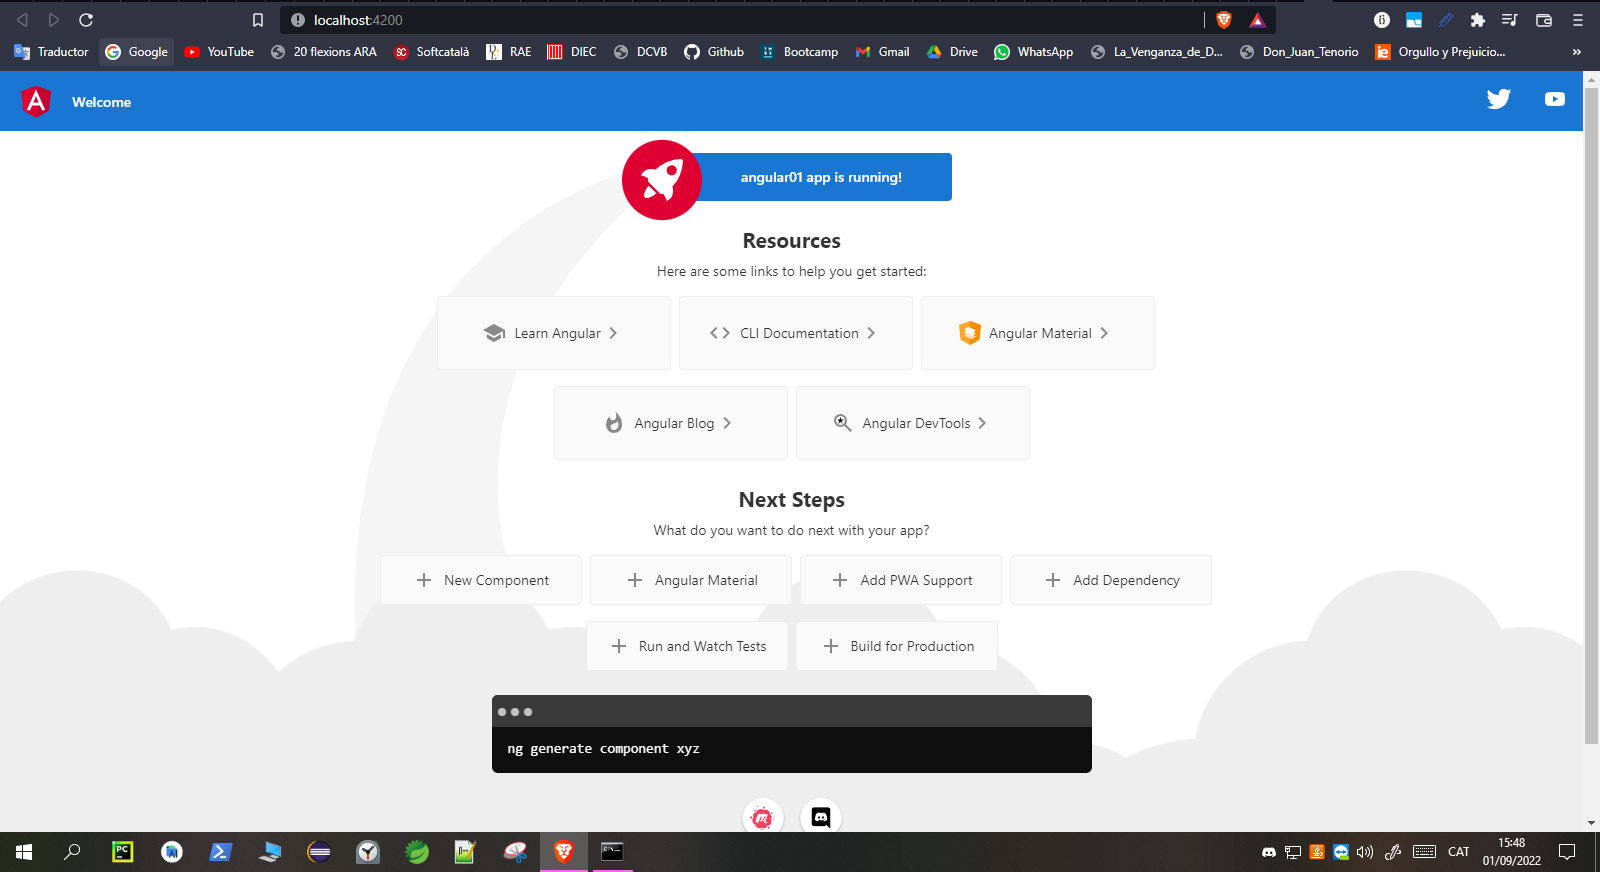 localhost:4200
Traductor Google YouTube 20 flexions ARA Softcatalà RAE DIEC DCVB Github Bootcamp Gmail Drive WhatsApp La_Venganza_de_D... Don_Juan_Tenorio Orgullo y Prejuicio... »
Welcome
angular01 app is running!
Resources
Here are some links to help you get started:
Learn Angular CLI Documentation Angular Material
Angular Blog Angular DevTools
Next Steps
What do you want to do next with your app?
New Component Angular Material Add PWA Support Add Dependency
Run and Watch Tests Build for Production
ng generate component xyz
CAT 15:48
01/09/2022